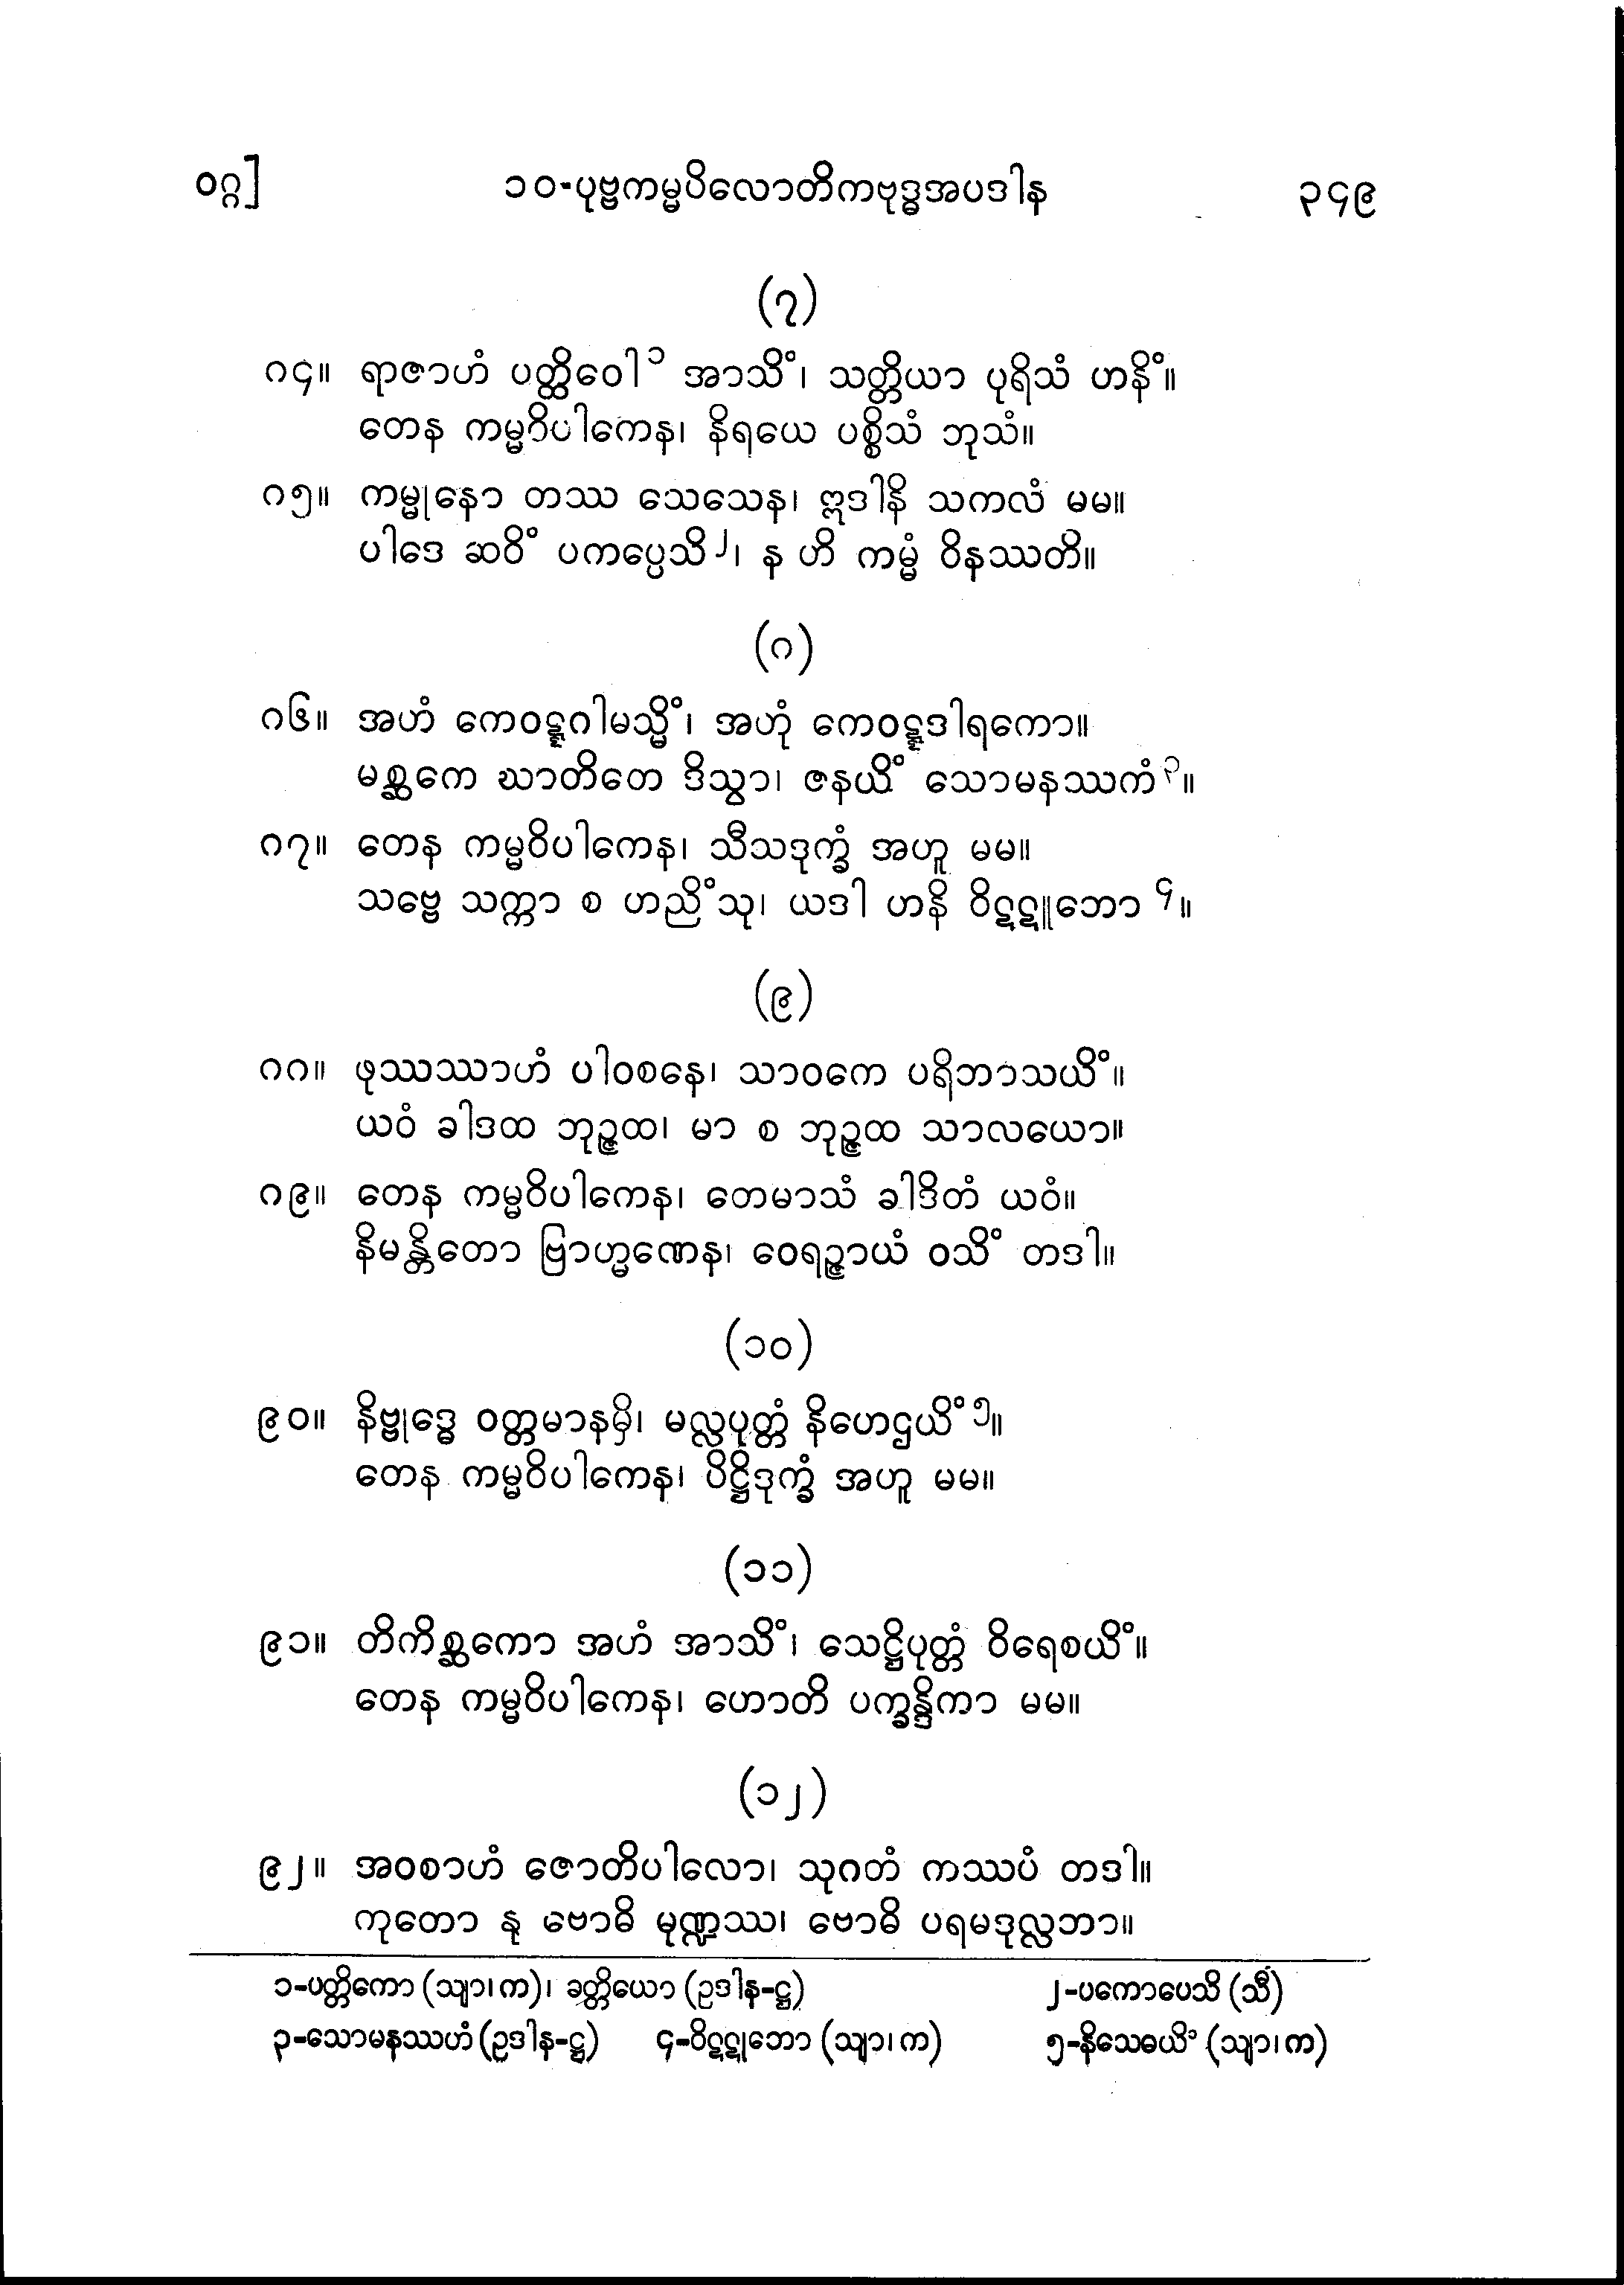 ဝဂ္ဂ] ၁၀-ပုဗ္ဗကမ္မပိလောတိကဗုဒ္ဓအပဒါန ၃၄၉
(၇)
ဂ၄။ ရာဇာဟံ ပတ္ထိဝေါ၁ အာသိံ၊ သတ္တိယာ ပုရိသံ ဟနိံ။
တေန ကမ္မဝိပါကေန၊ နိရယေ ပစ္စိသံ ဘုသံ။
ဂ၅။ ကမ္မုနော တဿ သေသေန၊ ဣဒါနိ သကလံ မမ။
ပါဒေ ဆဝိံ ပကပ္ပေသိ၂၊ န ဟိ ကမ္မံ ဝိနဿတိ။
(ဂ)
ဂ၆။ အဟံ ကေဝဋ္ဋဂါမသ္မိံ၊ အဟုံ ကေဝဋ္ဋဒါရကော။
မစ္ဆကေ ဃာတိတေ ဒိသွာ၊ ဇနယိံ သောမနဿကံ၃။
ဂ၇။ တေန ကမ္မဝိပါကေန၊ သီသဒုက္ခံ အဟူ မမ။
သဗ္ဗေ သက္ကာ စ ဟညိံသု၊ ယဒါ ဟနိ ဝိဋဋူဘော၄။
(၉)
ဂဂ။ ဖုဿဿာဟံ ပါဝစနေ၊ သာဝကေ ပရိဘာသယိံ။
ယဝံ ခါဒထ ဘုဉ္ဇထ၊ မာ စ ဘုဉ္ဇထ သာလယော။
ဂ၉။ တေန ကမ္မဝိပါကေန၊ တေမာသံ ခါဒိတံ ယဝံ။
နိမန္တိတော ဗြာဟ္မဏေန၊ ဝေရဉ္ဇာယံ ဝသိံ တဒါ။
(၁၀)
၉၀။ နိဗ္ဗုဒ္ဓေ ဝတ္တမာနမှိ၊ မလ္လပုတ္တံ နိဟေဌယိံ၅။
တေန ကမ္မဝိပါကေန၊ ပိဋ္ဌိဒုက္ခံ အဟူ မမ။
(၁၁)
၉၁။ တိကိစ္ဆကော အဟံ အာသိံ၊ သေဋ္ဌိပုတ္တံ ဝိရေစယိံ။
တေန ကမ္မဝိပါကေန၊ ဟောတိ ပက္ခန္ဒိကာ မမ။
(၁၂)
၉၂။ အဝစာဟံ ဇောတိပါလော၊ သုဂတံ ကဿပံ တဒါ။
ကုတော နု ဗောဓိ မုဏ္ဍဿ၊ ဗောဓိ ပရမဒုလ္လဘာ။
၁-ပတ္တိကော (သျာ၊ က)၊ ခတ္တိယော (ဥဒါန-ဋ္ဌ) ၂-ပကောပေသိ (သီ)
၃-သောမနဿဟံ (ဥဒါန-ဋ္ဌ) ၄-ဝိဋဋုဘော (သျာ၊ က) ၅-နိသေဓယိံ (သျာ၊ က)